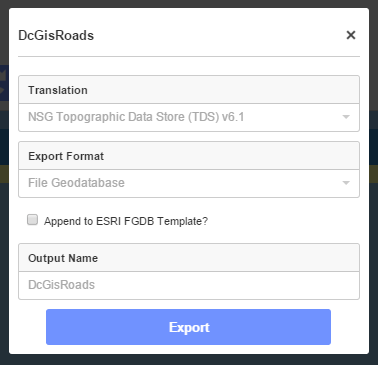 DcGisRoads ×
Translation
NSG Topographic Data Store (TDS) v6.1
Export Format
File Geodatabase
Append to ESRI FGDB Template?
Output Name
DcGisRoads
Export